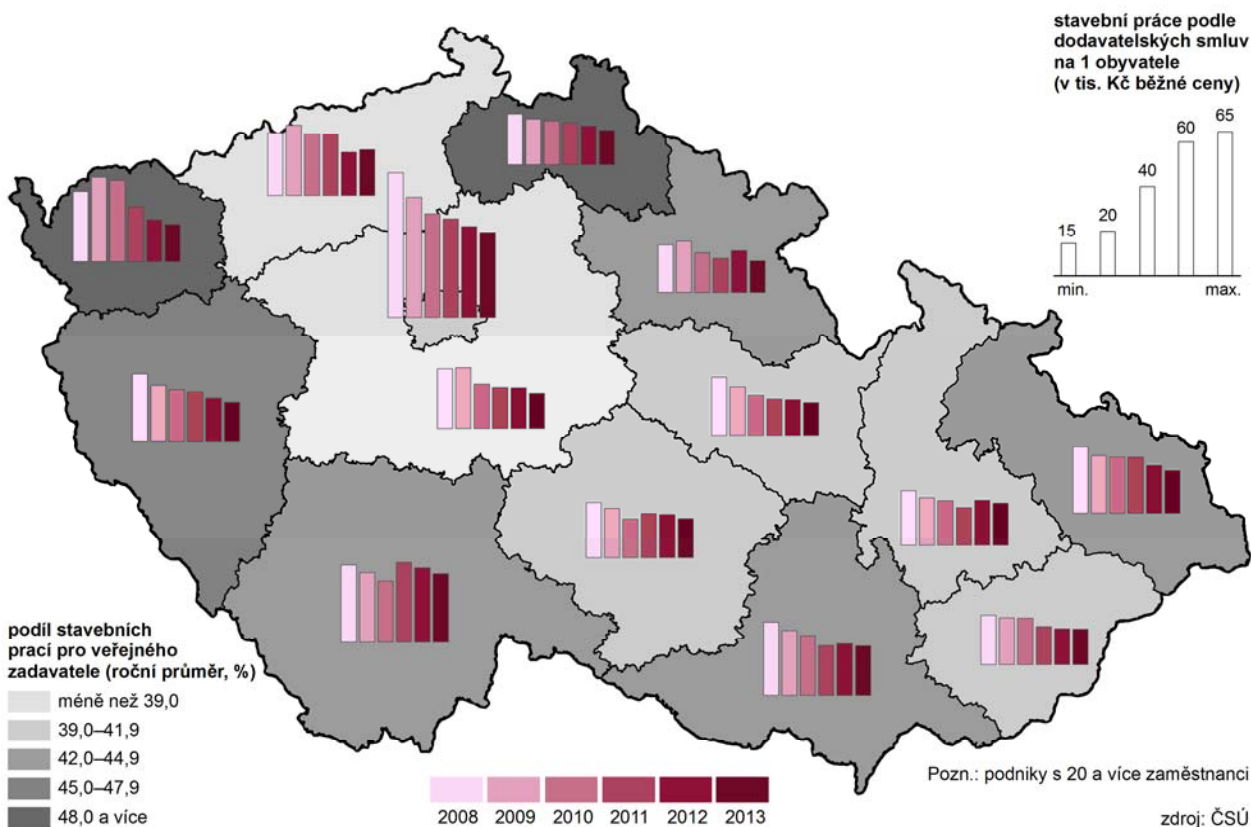 stavební práce podle
dodavatelských smluv
na 1 obyvatele
(v tis. Kč běžné ceny)
65
60
40
20
15
min.
max.
podíl stavebních
prací pro veřejného
zadavatele (roční průměr, %)
méně než 39,0
39,0–41,9
42,0–44,9
45,0–47,9
48,0 a více
2008 2009 2010 2011 2012 2013
Pozn.: podniky s 20 a více zaměstnanci
zdroj: ČSÚ